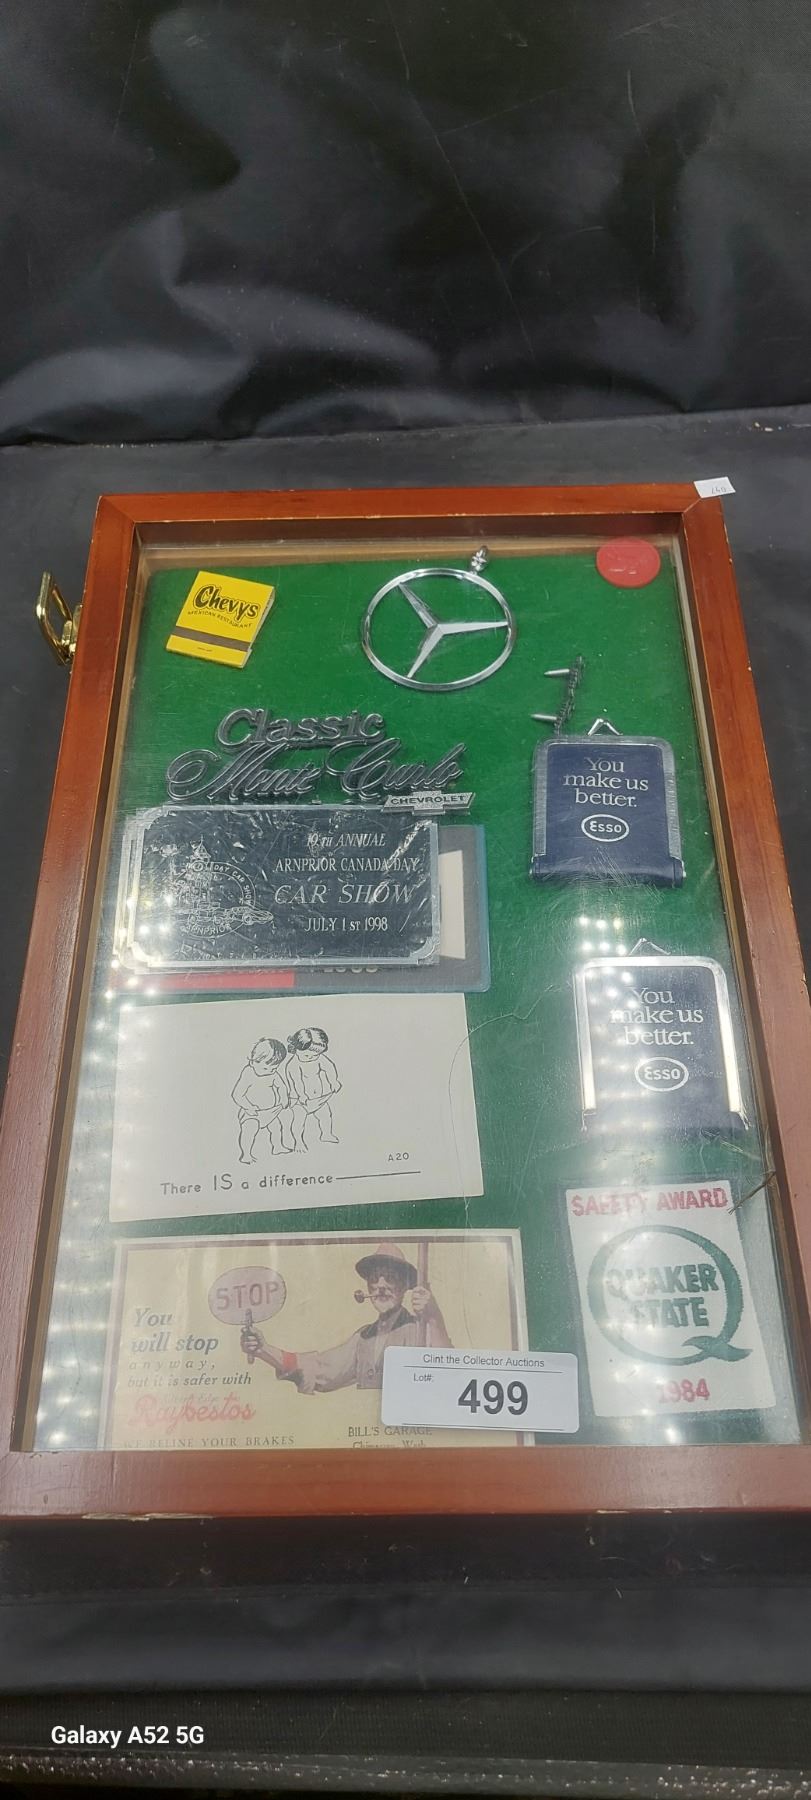 Chevys
MEXICAN RESTAURANT
Classic
Monte Carlo
CHEVROLET
You
make us
better.
Esso
19TH ANNUAL
ARNPRIOR CANADA DAY
CAR SHOW
JULY 1ST 1998
DAY CAR SHOW
ARNPRIOR
You
make us
better.
Esso
A20
There IS a difference
SAFETY AWARD
QUAKER
STATE
1984
STOP
You
will stop
anyway,
but it is safer with
Raybestos
WE RELINE YOUR BRAKES
BILL'S GARAGE
Clint the Collector Auctions
Lot#:
499
Galaxy A52 5G